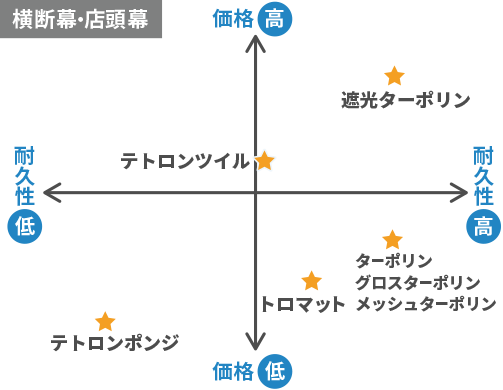 横断幕・店頭幕
価格 高
遮光ターポリン
テトロンツイル
耐久性 低
耐久性 高
ターポリン
グロスターポリン
メッシュターポリン
トロマット
テトロンポンジ
価格 低